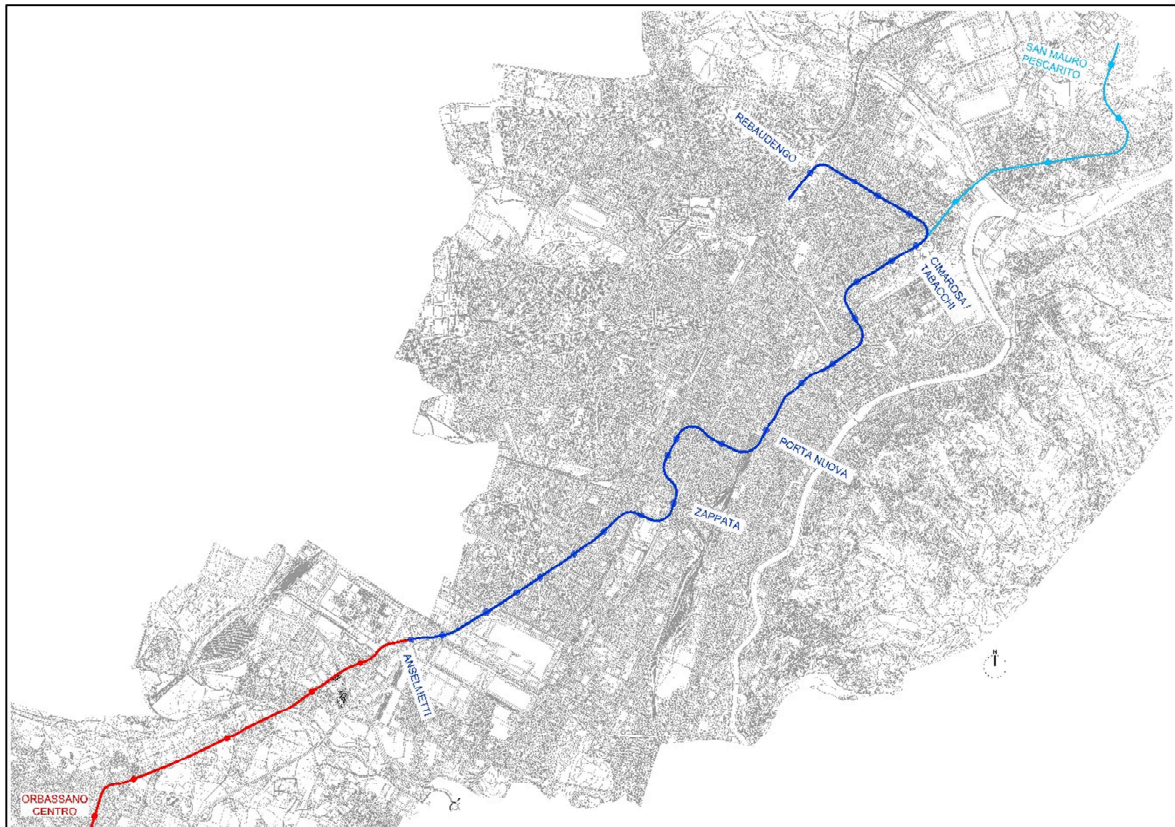 SAN MAURO
PESCARITO
REBAUDENGO
CIMAROSA /
TABACCHI
PORTA NUOVA
ZAPPATA
ANSELMETTI
ORBASSANO
CENTRO
N